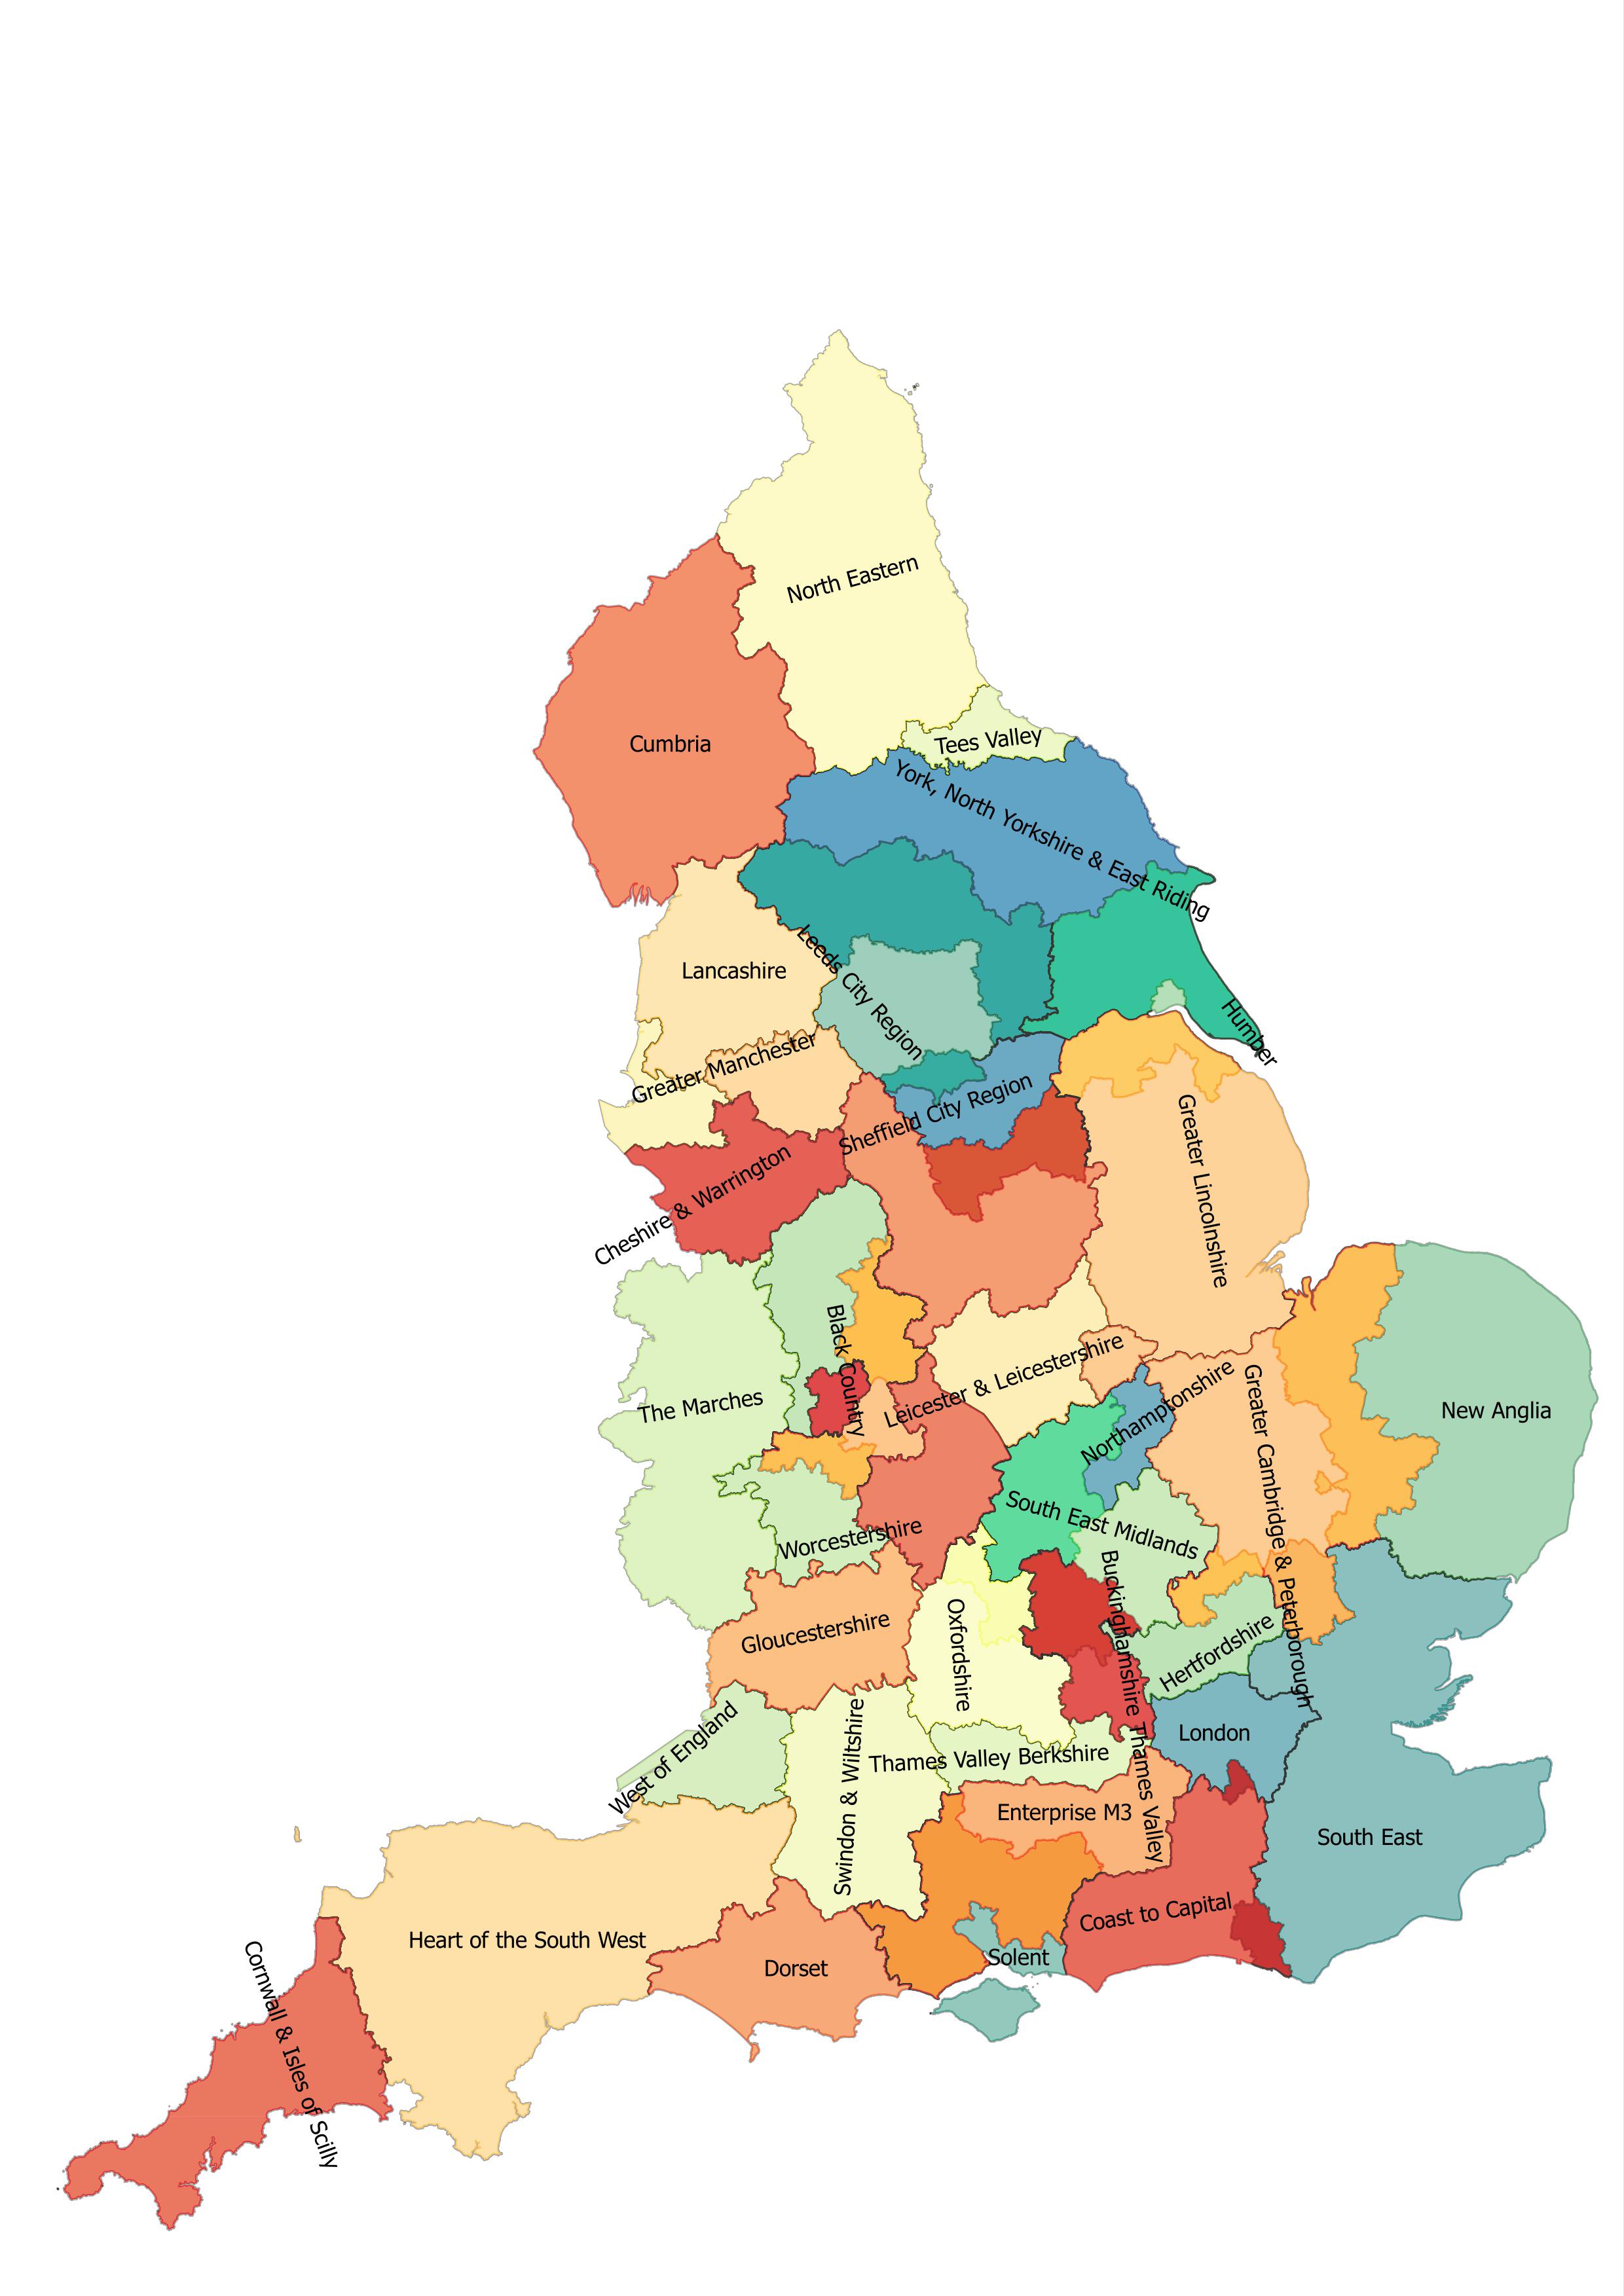 North Eastern
Cumbria
Tees Valley
York, North Yorkshire & East Riding
Lancashire
Leeds City Region
Humber
Greater Manchester
Sheffield City Region
Cheshire & Warrington
Greater Lincolnshire
Black Country
Leicester & Leicestershire
The Marches
Northamptonshire
Greater Cambridge & Peterborough
New Anglia
South East Midlands
Worcestershire
Buckinghamshire Thames Valley
Oxfordshire
Gloucestershire
Hertfordshire
West of England
Swindon & Wiltshire
London
Thames Valley Berkshire
Enterprise M3
South East
Coast to Capital
Heart of the South West
Solent
Dorset
Cornwall & Isles of Scilly